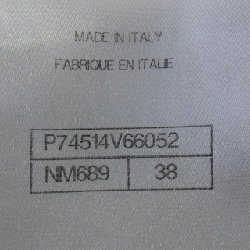 MADE IN ITALY
FABRIQUE EN ITALIE
P74514V66052
NM689 38